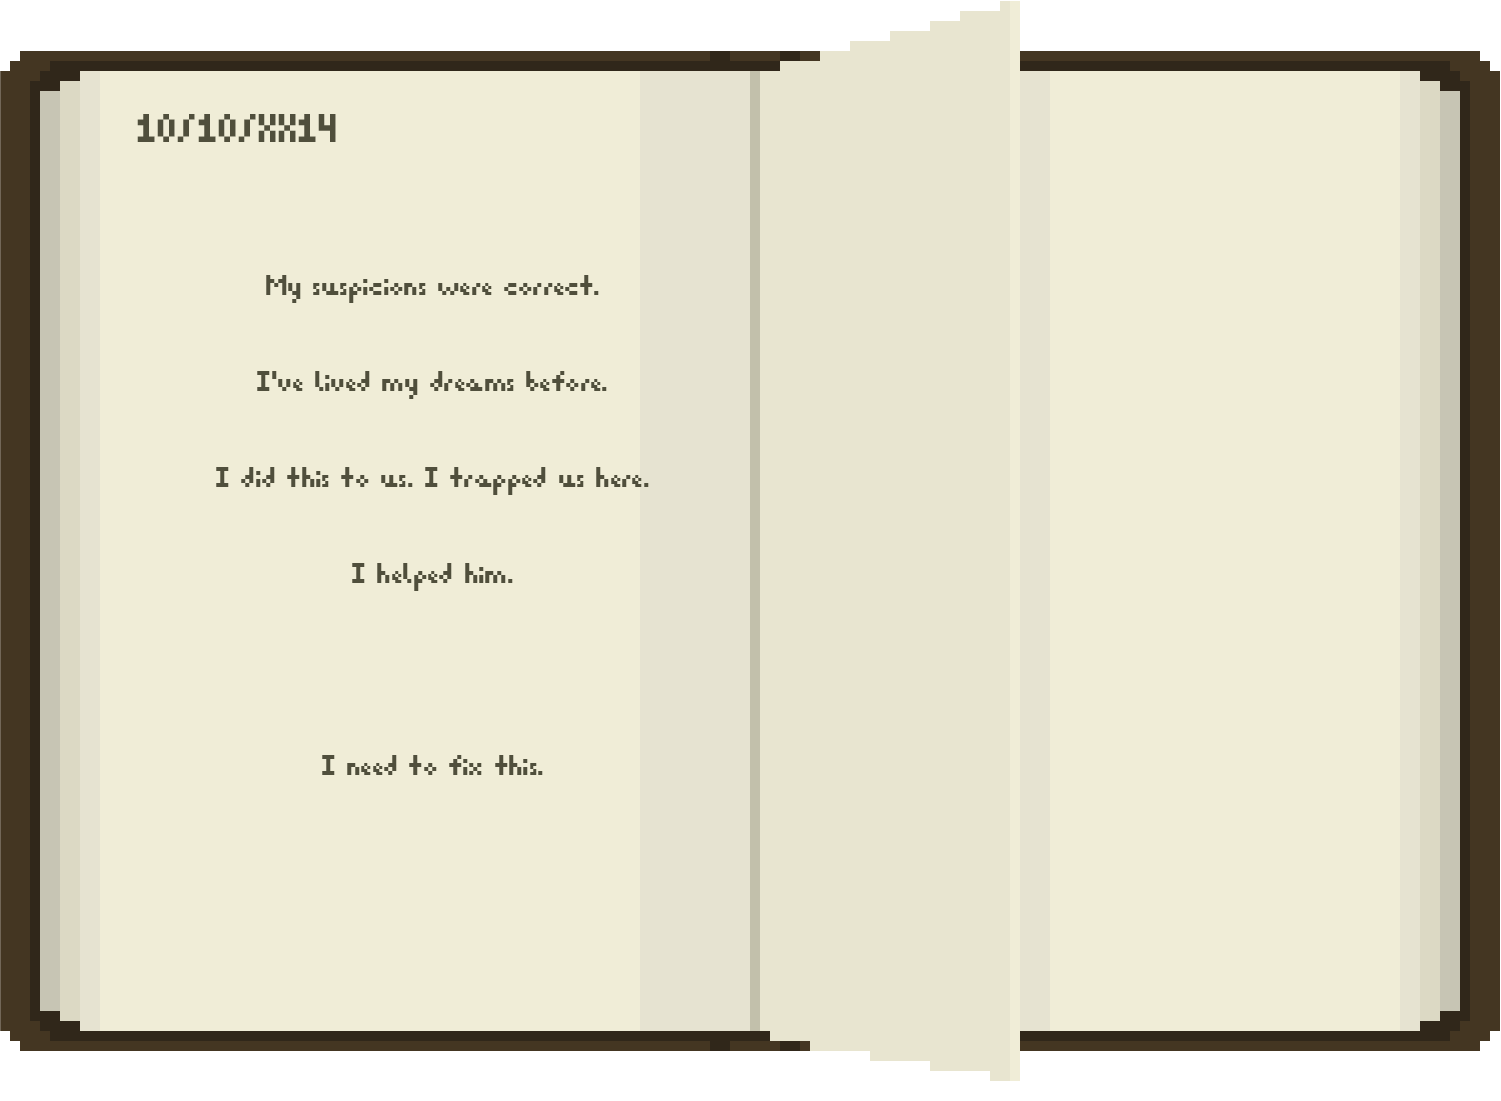 10/10/XX14
My suspicions were correct.
I've lived my dreams before.
I did this to us. I trapped us here.
I helped him.
I need to fix this.